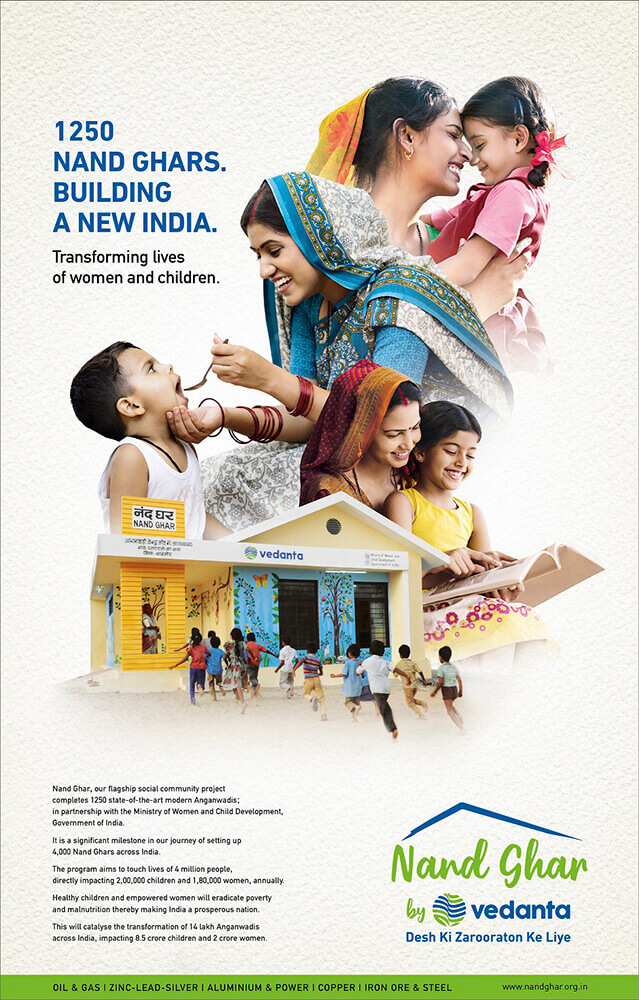 1250
NAND GHARS.
BUILDING
A NEW INDIA.
Transforming lives
of women and children.
नंद घर
NAND GHAR
vedanta
Nand Ghar, our flagship social community project
completes 1250 state-of-the-art modern Anganwadis;
in partnership with the Ministry of Women and Child Development,
Government of India.
It is a significant milestone in our journey of setting up
4,000 Nand Ghars across India.
The program aims to touch lives of 4 million people,
directly impacting 2,00,000 children and 1,80,000 women, annually.
Healthy children and empowered women will eradicate poverty
and malnutrition thereby making India a prosperous nation.
This will catalyse the transformation of 14 lakh Anganwadis
across India, impacting 8.5 crore children and 2 crore women.
Nand Ghar
by vedanta
Desh Ki Zarooraton Ke Liye
OIL & GAS | ZINC-LEAD-SILVER | ALUMINIUM & POWER | COPPER | IRON ORE & STEEL
www.nandghar.org.in